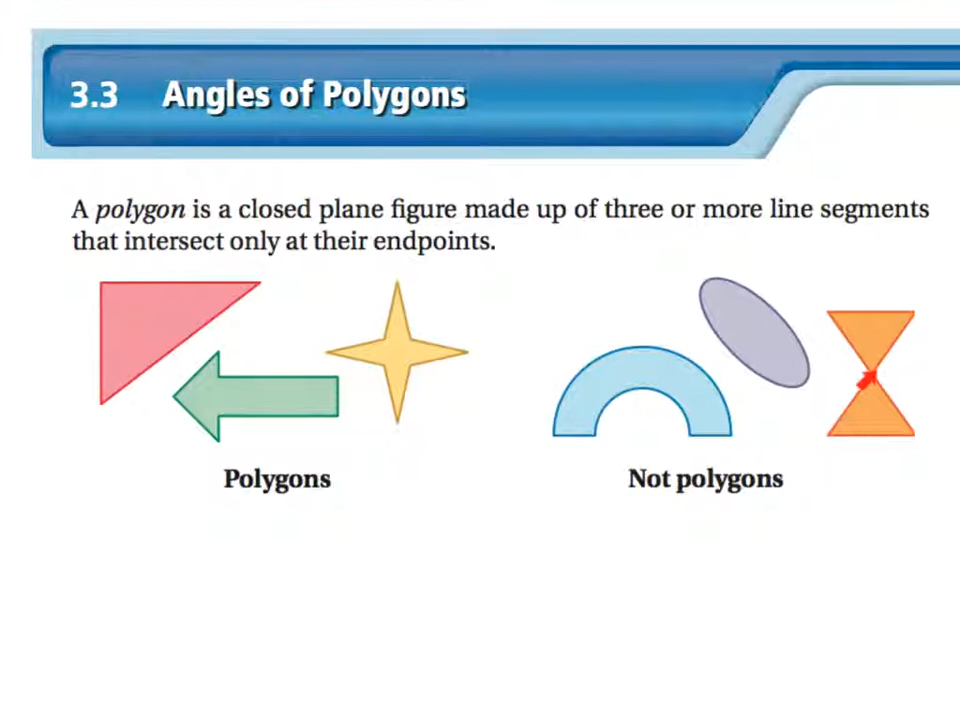 3.3 Angles of Polygons
A polygon is a closed plane figure made up of three or more line segments
that intersect only at their endpoints.
Polygons
Not polygons